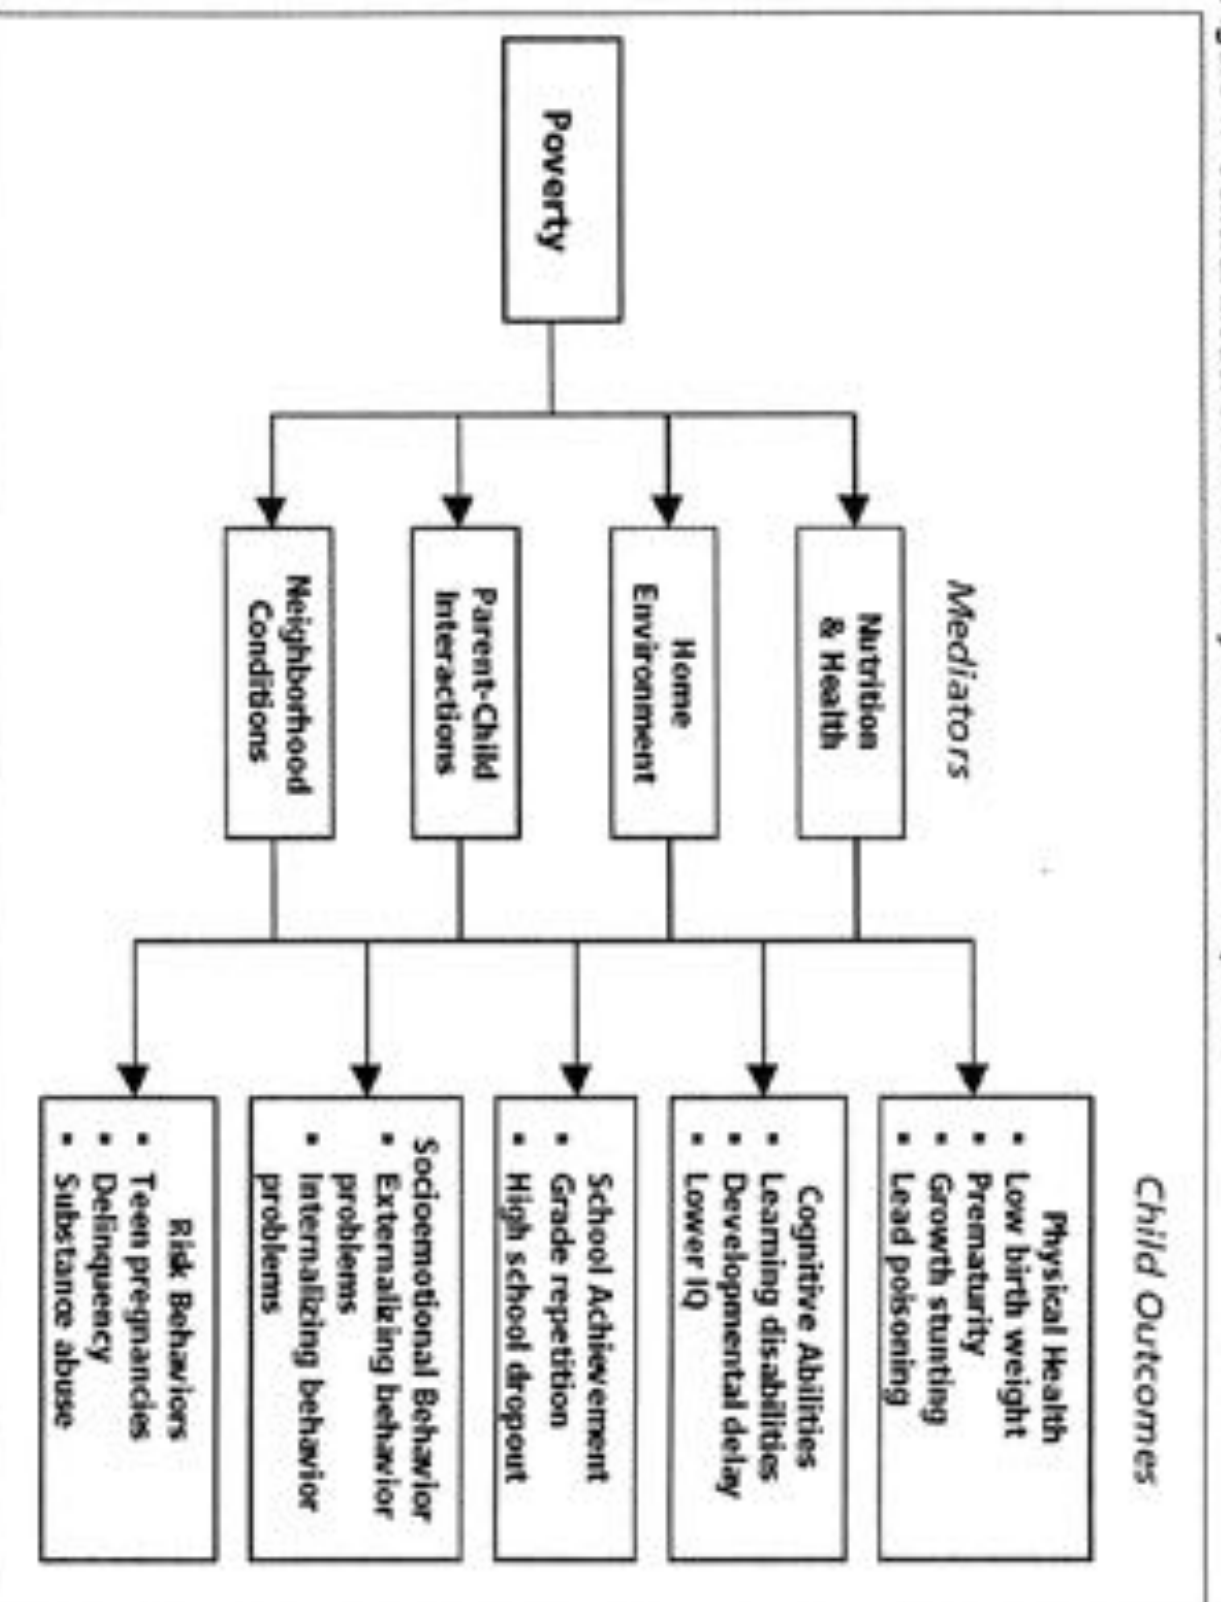 Mediators
Child Outcomes
Poverty
Nutrition
& Health
Home
Environment
Parent-Child
Interactions
Neighborhood
Conditions
Physical Health
▪ Low birth weight
▪ Prematurity
▪ Growth stunting
▪ Lead poisoning
Cognitive Abilities
▪ Learning disabilities
▪ Developmental delay
▪ Lower IQ
School Achievement
▪ Grade repetition
▪ High school dropout
Socioemotional Behavior
▪ Externalizing behavior
problems
▪ Internalizing behavior
problems
Risk Behaviors
▪ Teen pregnancies
▪ Delinquency
▪ Substance abuse